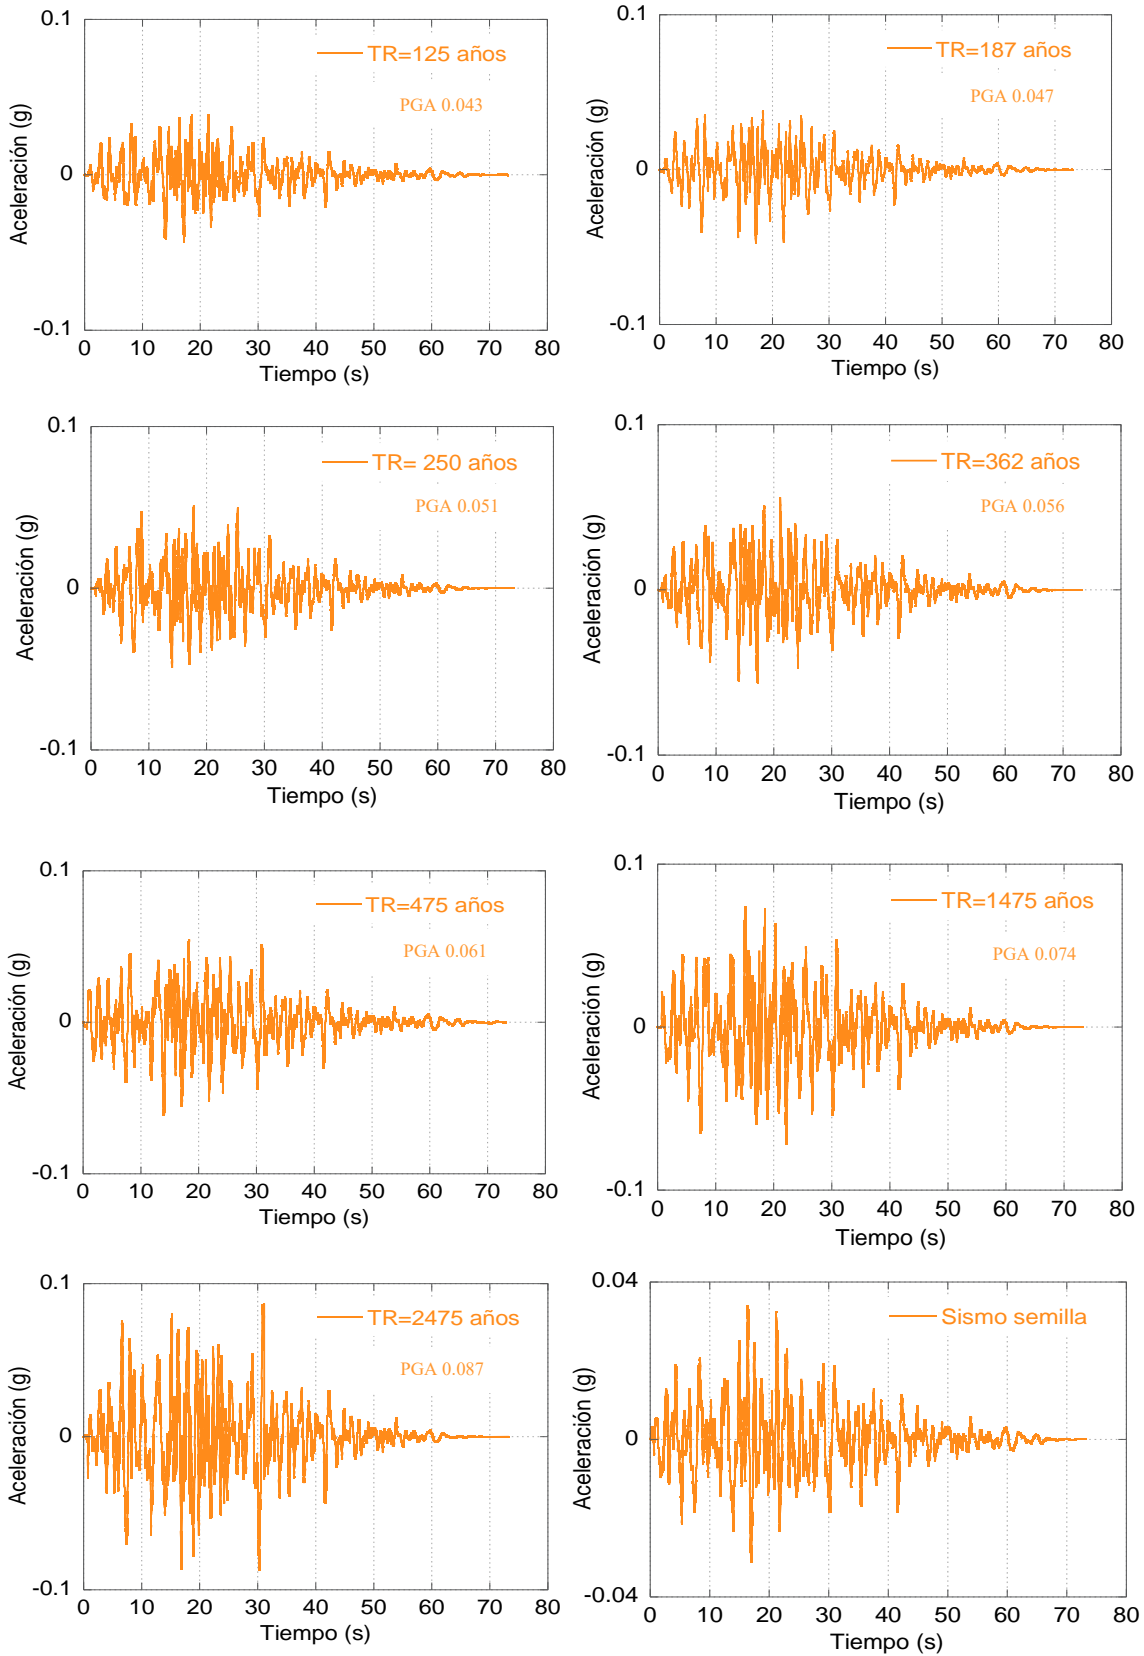 0.1
TR=125 años
PGA 0.043
Aceleración (g)
0
-0.1
0 10 20 30 40 50 60 70 80
Tiempo (s)
0.1
TR=187 años
PGA 0.047
Aceleración (g)
0
-0.1
0 10 20 30 40 50 60 70 80
Tiempo (s)
0.1
TR= 250 años
PGA 0.051
Aceleración (g)
0
-0.1
0 10 20 30 40 50 60 70 80
Tiempo (s)
0.1
TR=362 años
PGA 0.056
Aceleración (g)
0
-0.1
0 10 20 30 40 50 60 70 80
Tiempo (s)
0.1
TR=475 años
PGA 0.061
Aceleración (g)
0
-0.1
0 10 20 30 40 50 60 70 80
Tiempo (s)
0.1
TR=1475 años
PGA 0.074
Aceleración (g)
0
-0.1
0 10 20 30 40 50 60 70 80
Tiempo (s)
0.1
TR=2475 años
PGA 0.087
Aceleración (g)
0
-0.1
0 10 20 30 40 50 60 70 80
Tiempo (s)
0.04
Sismo semilla
Aceleración (g)
0
-0.04
0 10 20 30 40 50 60 70 80
Tiempo (s)